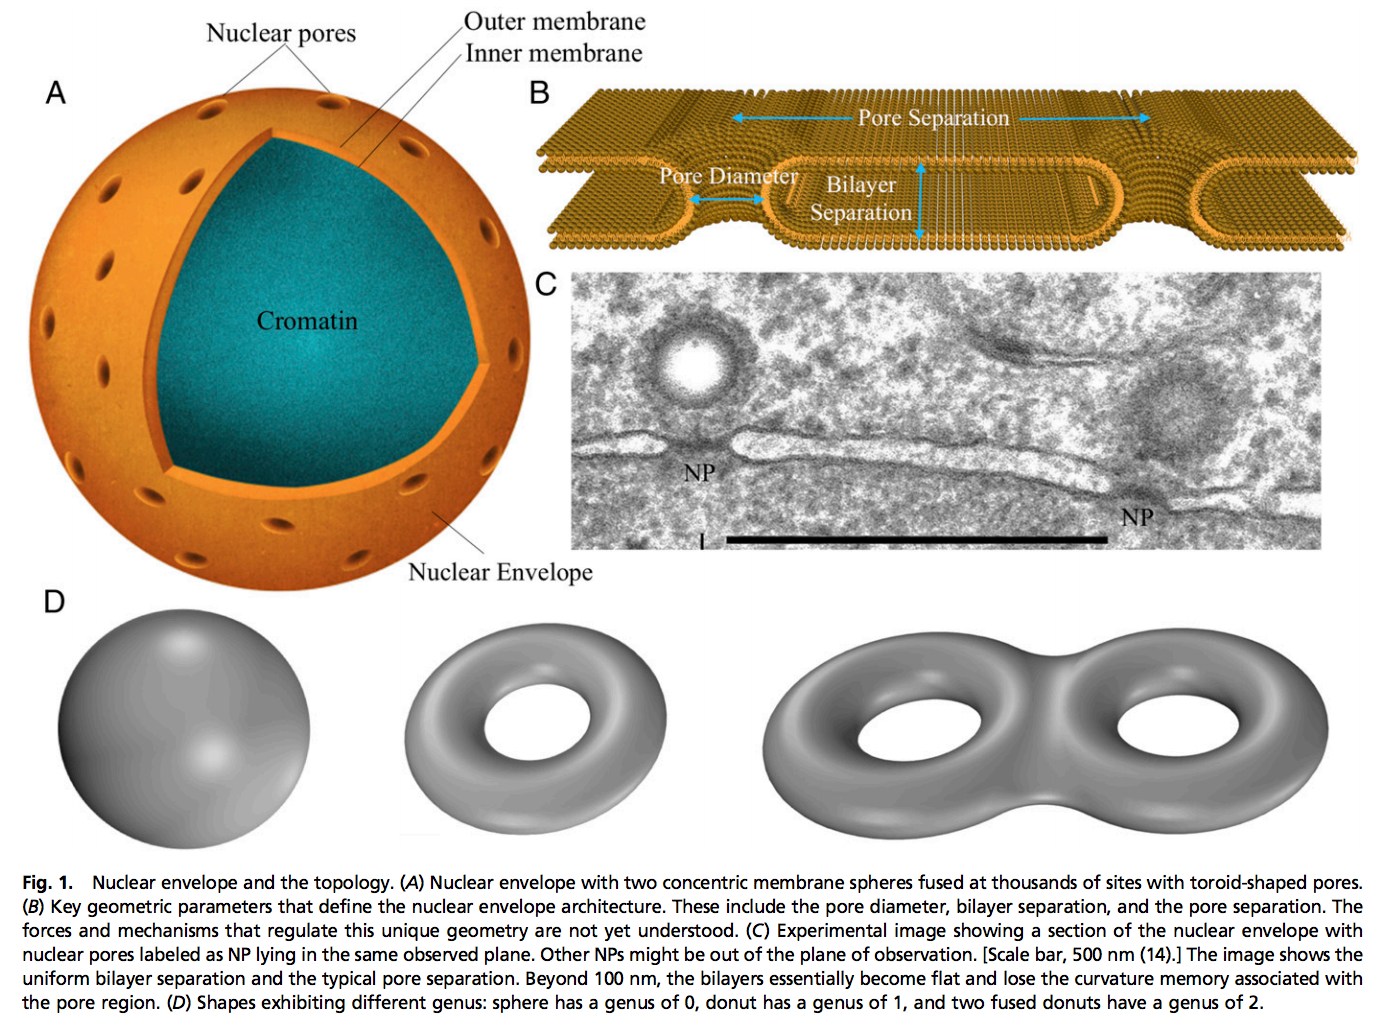 Nuclear pores
Outer membrane
Inner membrane
A
Cromatin
Nuclear Envelope
B
Pore Separation
Pore Diameter
Bilayer
Separation
C
NP
NP
D
Fig. 1. Nuclear envelope and the topology. (A) Nuclear envelope with two concentric membrane spheres fused at thousands of sites with toroid-shaped pores.
(B) Key geometric parameters that define the nuclear envelope architecture. These include the pore diameter, bilayer separation, and the pore separation. The
forces and mechanisms that regulate this unique geometry are not yet understood. (C) Experimental image showing a section of the nuclear envelope with
nuclear pores labeled as NP lying in the same observed plane. Other NPs might be out of the plane of observation. [Scale bar, 500 nm (14).] The image shows the
uniform bilayer separation and the typical pore separation. Beyond 100 nm, the bilayers essentially become flat and lose the curvature memory associated with
the pore region. (D) Shapes exhibiting different genus: sphere has a genus of 0, donut has a genus of 1, and two fused donuts have a genus of 2.